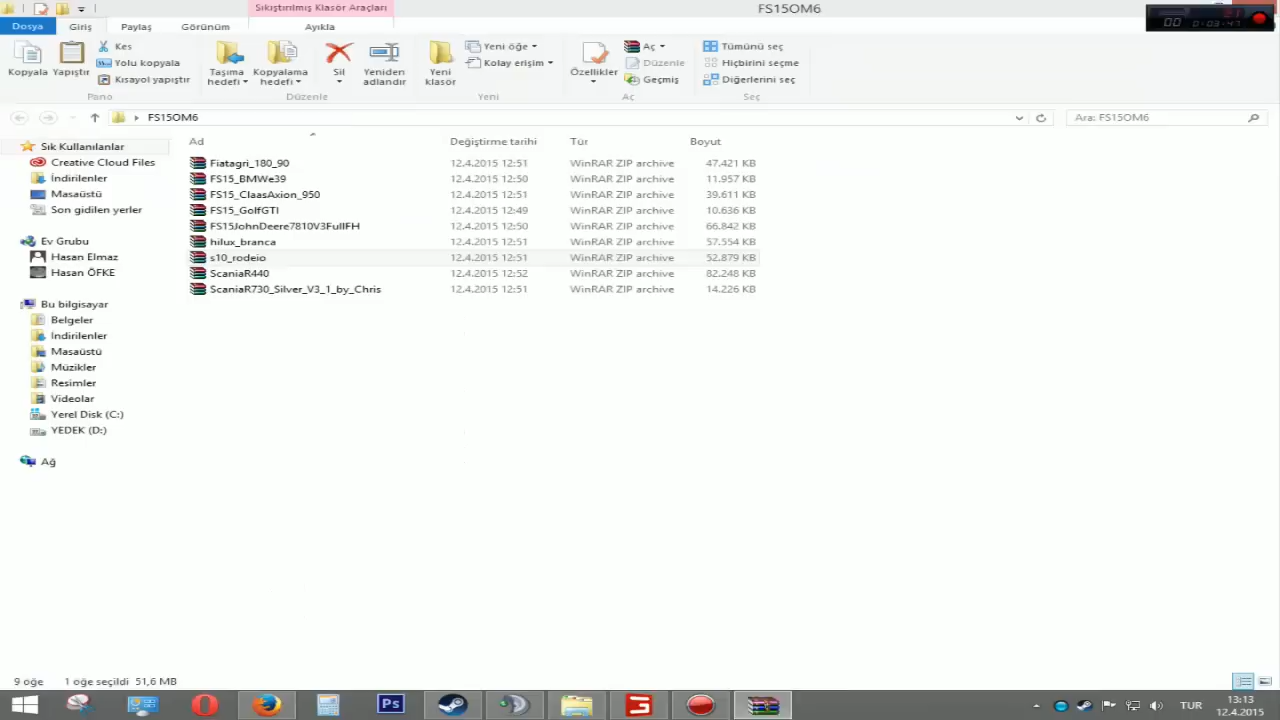 Sıkıştırılmış Klasör Araçları
FS15OM6
Dosya Giriş Paylaş Görünüm Ayıkla
Kopyala
Yapıştır
Kes
Yolu kopyala
Kısayol yapıştır
Pano
Taşıma
hedefi
Kopyalama
hedefi
Sil
Yeniden
adlandır
Düzenle
Yeni
klasör
Yeni öğe
Kolay erişim
Yeni
Özellikler
Aç
Düzenle
Geçmiş
Aç
Tümünü seç
Hiçbirini seçme
Diğerlerini seç
Seç
FS15OM6
Ara: FS15OM6
Ad Değiştirme tarihi Tür Boyut
Fiatagri_180_90 12.4.2015 12:51 WinRAR ZIP archive 47.421 KB
FS15_BMWe39 12.4.2015 12:50 WinRAR ZIP archive 11.957 KB
FS15_ClaasAxion_950 12.4.2015 12:51 WinRAR ZIP archive 39.611 KB
FS15_GolfGTI 12.4.2015 12:49 WinRAR ZIP archive 10.636 KB
FS15JohnDeere7810V3FullFH 12.4.2015 12:50 WinRAR ZIP archive 66.842 KB
hilux_branca 12.4.2015 12:51 WinRAR ZIP archive 57.554 KB
s10_rodeio 12.4.2015 12:51 WinRAR ZIP archive 52.879 KB
ScaniaR440 12.4.2015 12:52 WinRAR ZIP archive 82.248 KB
ScaniaR730_Silver_V3_1_by_Chris 12.4.2015 12:51 WinRAR ZIP archive 14.226 KB
Sık Kullanılanlar
Creative Cloud Files
İndirilenler
Masaüstü
Son gidilen yerler
Ev Grubu
Hasan Elmaz
Hasan ÖFKE
Bu bilgisayar
Belgeler
İndirilenler
Masaüstü
Müzikler
Resimler
Videolar
Yerel Disk (C:)
YEDEK (D:)
Ağ
9 öğe 1 öğe seçildi 51,6 MB
Ps
TUR
13:13
12.4.2015